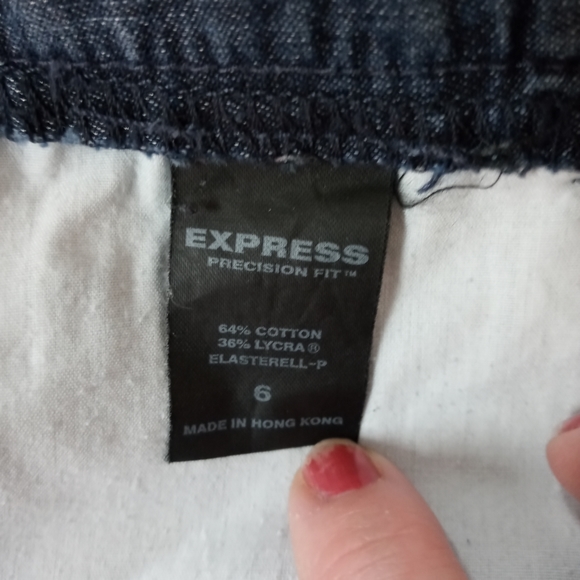 EXPRESS
PRECISION FIT™
64% COTTON
36% LYCRA®
ELASTERELL-P
6
MADE IN HONG KONG